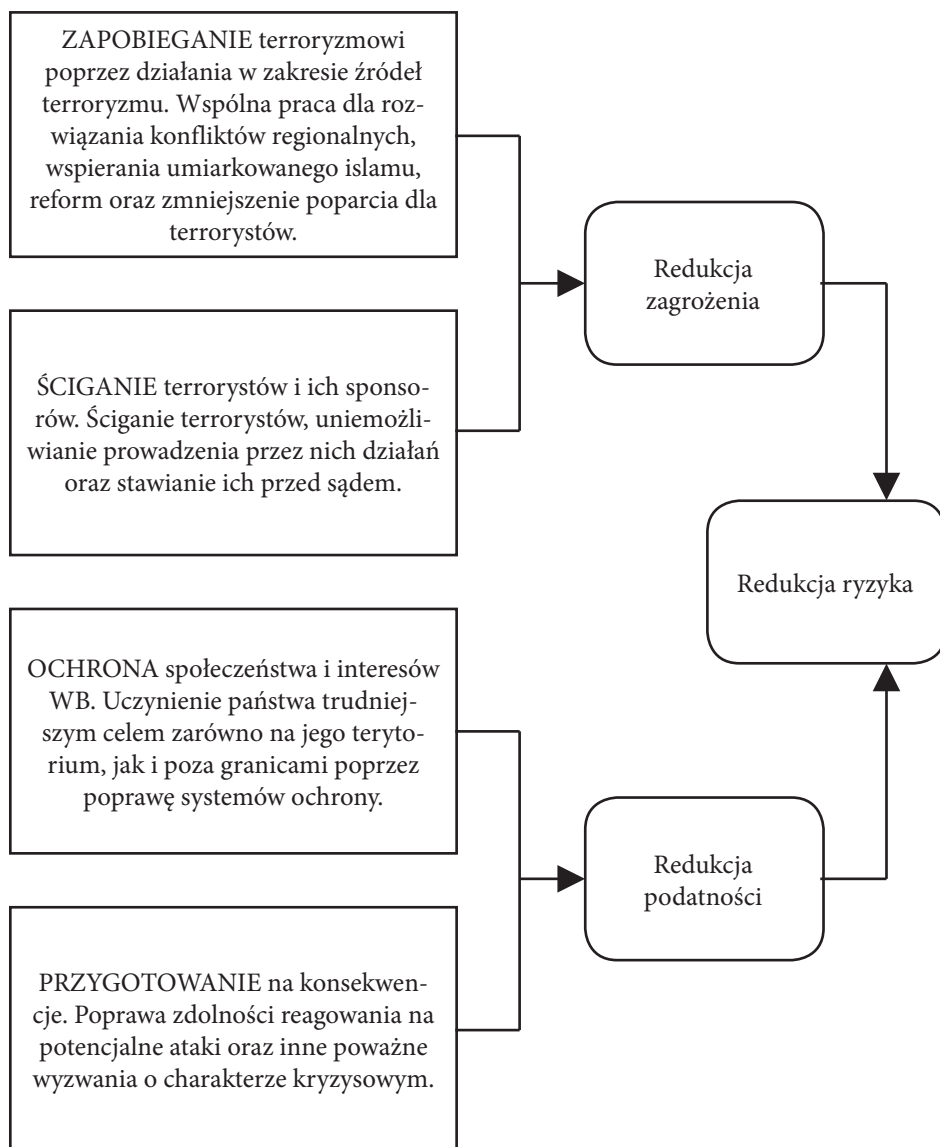 ZAPOBIEGANIE terroryzmowi
poprzez działania w zakresie źródeł
terroryzmu. Wspólna praca dla roz-
wiązania konfliktów regionalnych,
wspierania umiarkowanego islamu,
reform oraz zmniejszenie poparcia dla
terrorystów.
Redukcja
zagrożenia
ŚCIGANIE terrorystów i ich sponso-
rów. Ściganie terrorystów, uniemożli-
wianie prowadzenia przez nich działań
oraz stawianie ich przed sądem.
Redukcja ryzyka
OCHRONA społeczeństwa i interesów
WB. Uczynienie państwa trudniej-
szym celem zarówno na jego teryto-
rium, jak i poza granicami poprzez
poprawę systemów ochrony.
Redukcja
podatności
PRZYGOTOWANIE na konsekwen-
cje. Poprawa zdolności reagowania na
potencjalne ataki oraz inne poważne
wyzwania o charakterze kryzysowym.